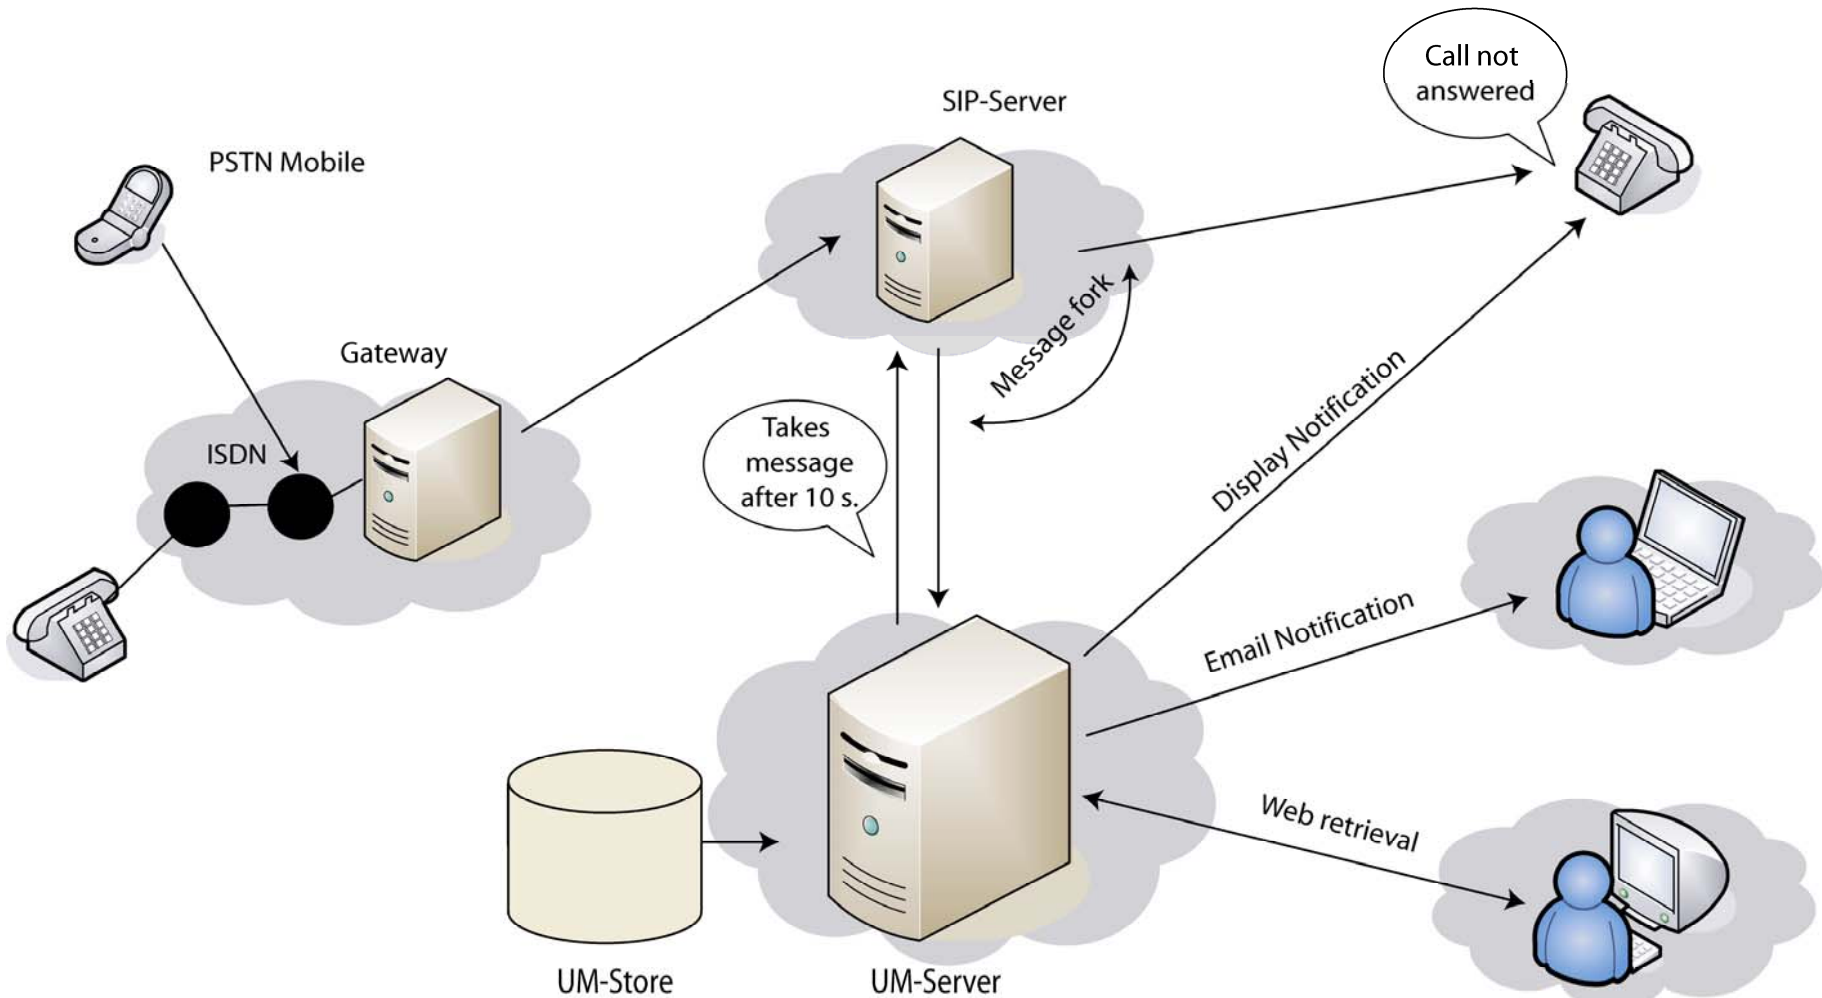 Call not
answered
SIP-Server
PSTN Mobile
Message fork
Gateway
Display Notification
Takes
message
after 10 s.
ISDN
Email Notification
Web retrieval
UM-Store
UM-Server